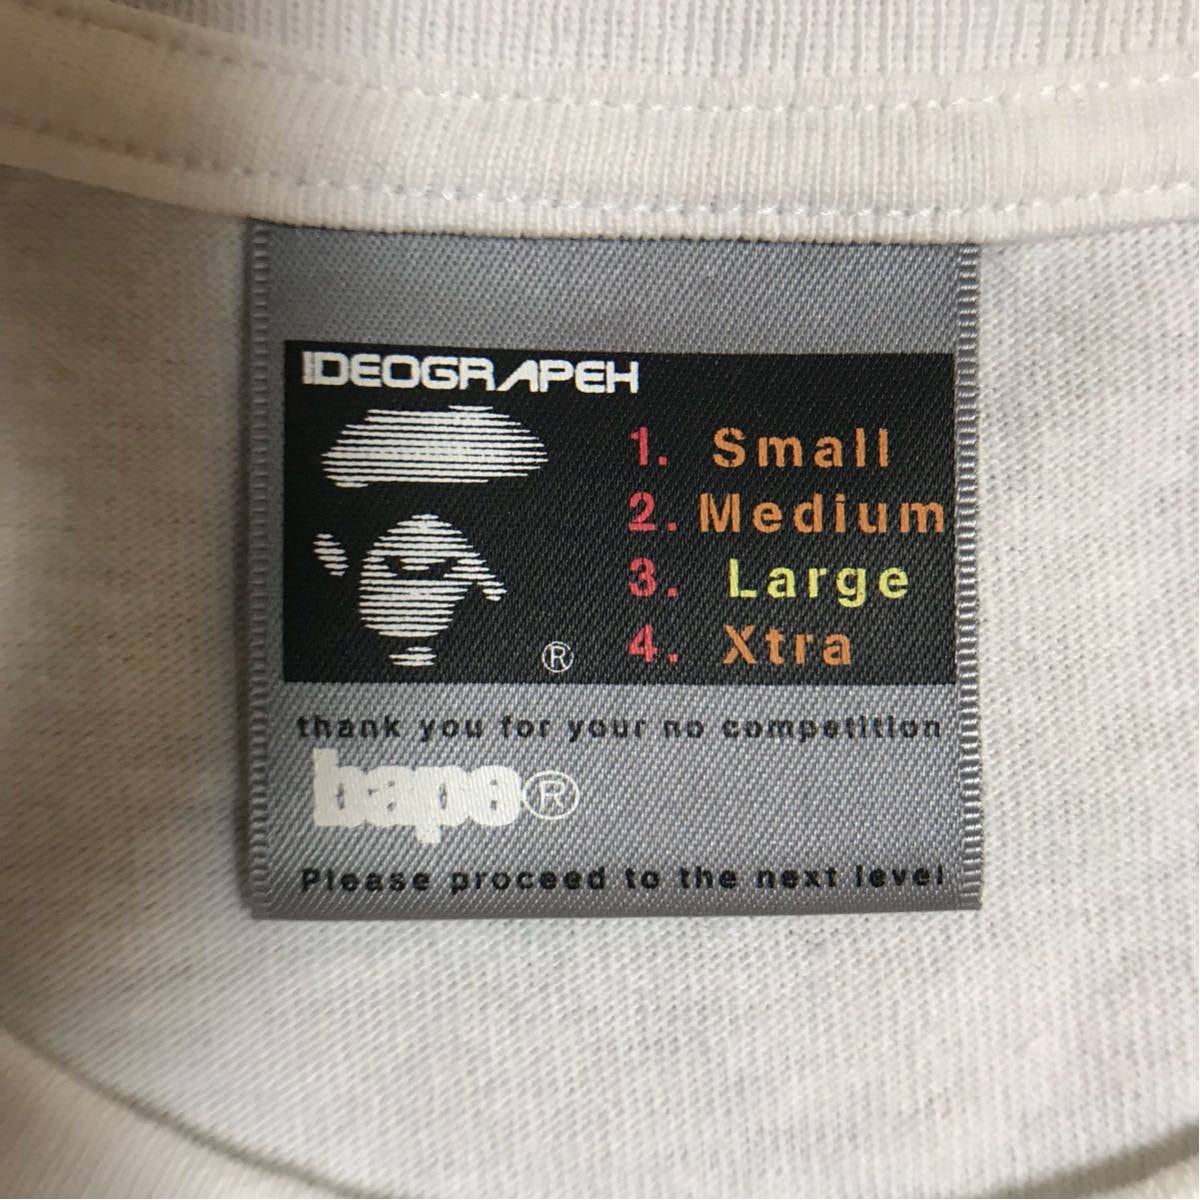 IDEOGRAPEH
1. Small
2. Medium
3. Large
4. Xtra
®
thank you for your no competition
bape®
Please proceed to the next level